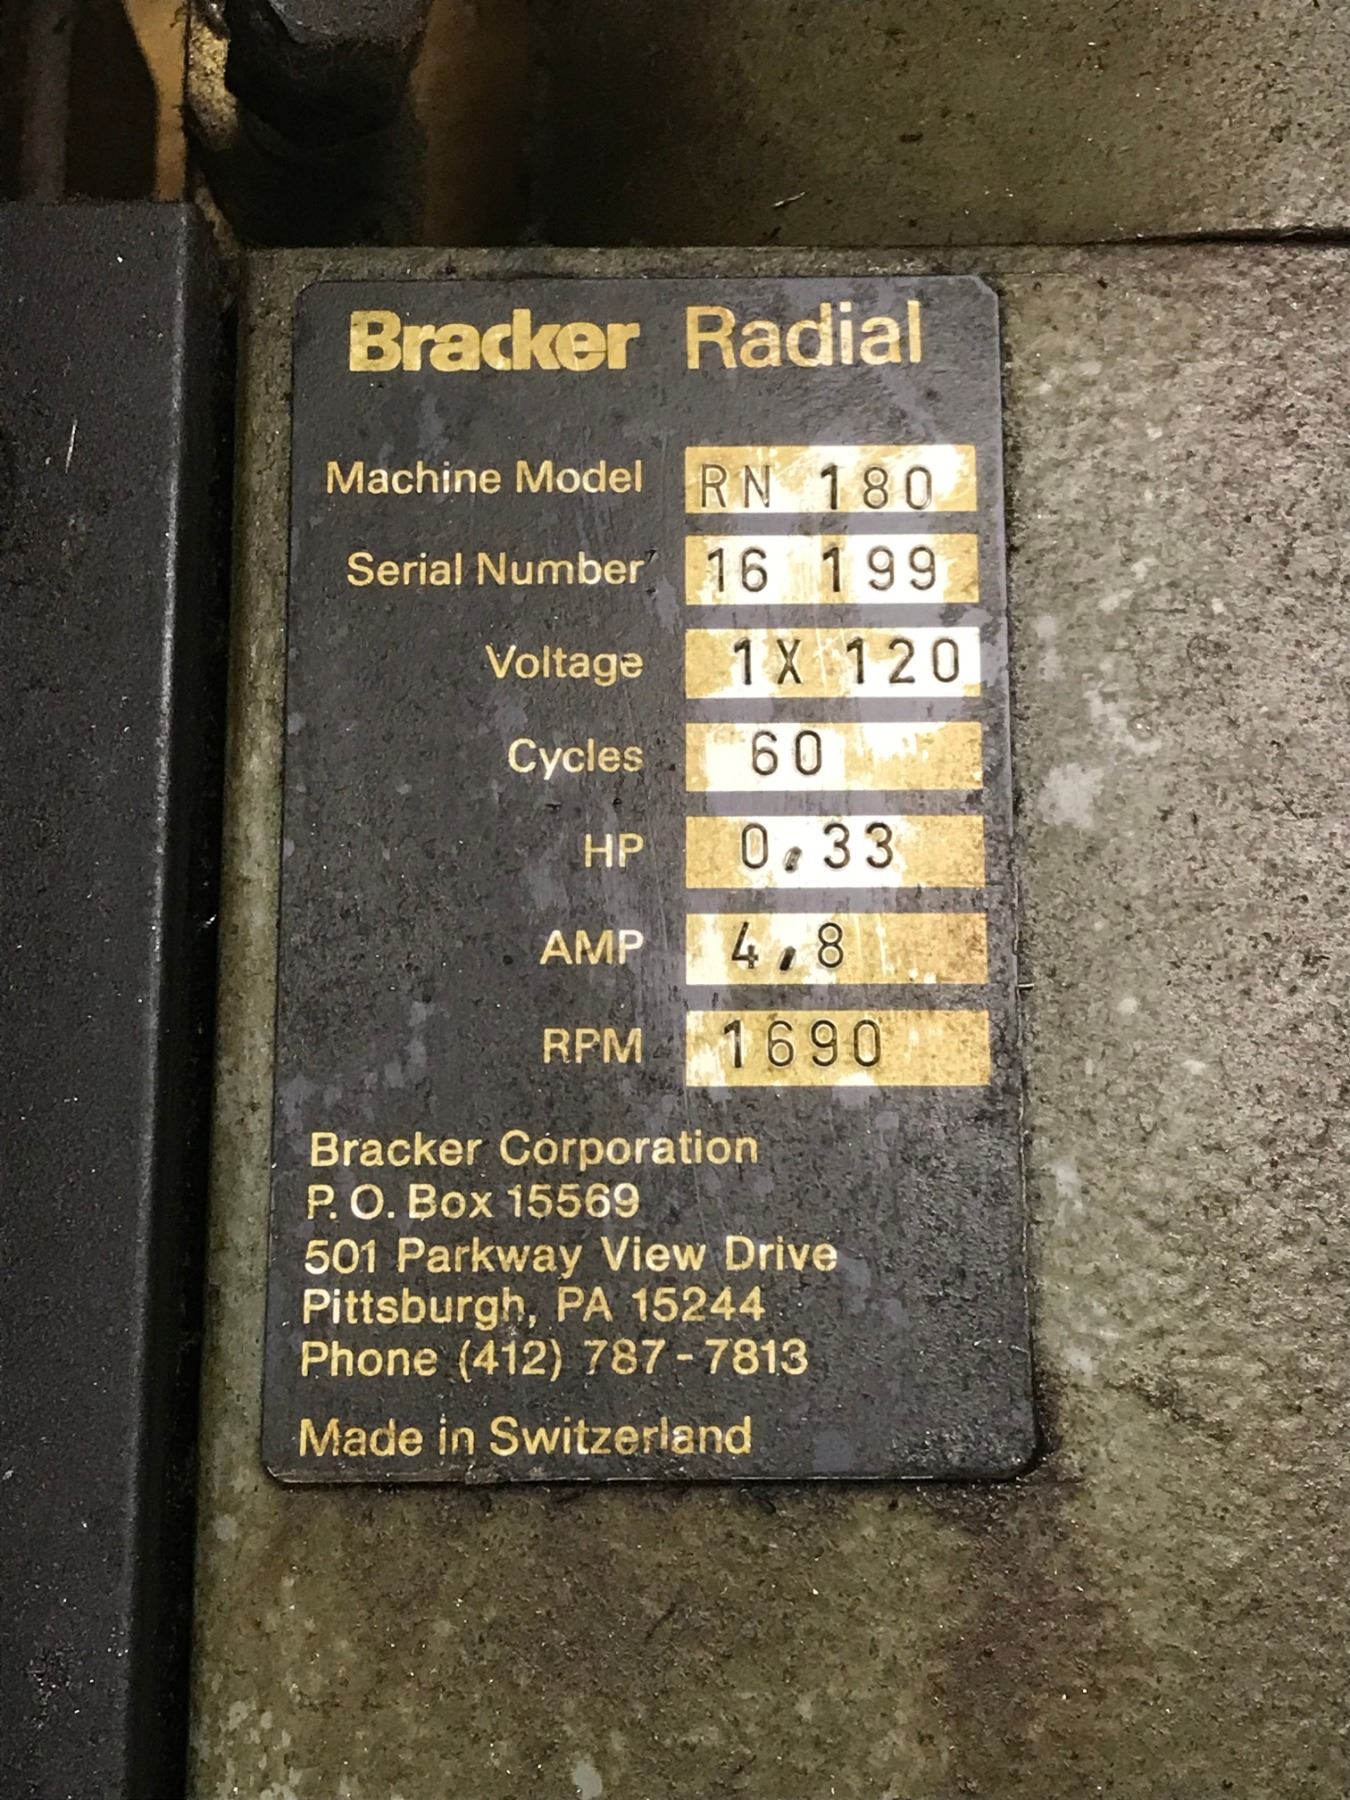 Bracker Radial
Machine Model RN 180
Serial Number 16 199
Voltage 1X 120
Cycles 60
HP 0,33
AMP 4,8
RPM 1690
Bracker Corporation
P.O. Box 15569
501 Parkway View Drive
Pittsburgh, PA 15244
Phone (412) 787-7813
Made in Switzerland